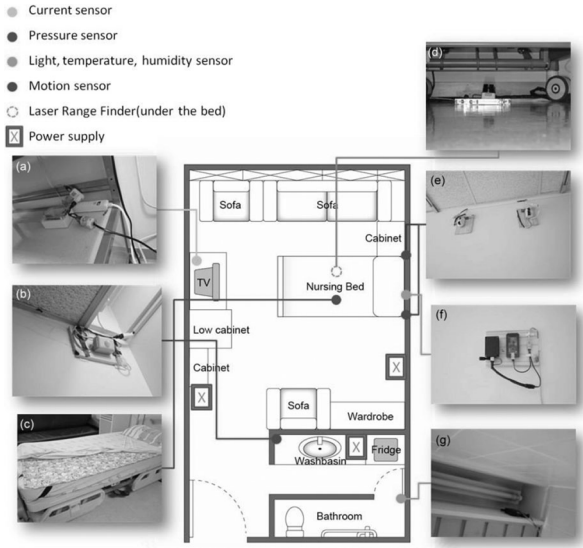 Current sensor
Pressure sensor
Light, temperature, humidity sensor
Motion sensor
Laser Range Finder(under the bed)
X Power supply
(a)
(d)
(e)
Sofa
Sofa
Cabinet
TV
Nursing Bed
(b)
(f)
Low cabinet
Cabinet
X
X
(c)
Sofa
Wardrobe
(g)
X
Fridge
Washbasin
Bathroom